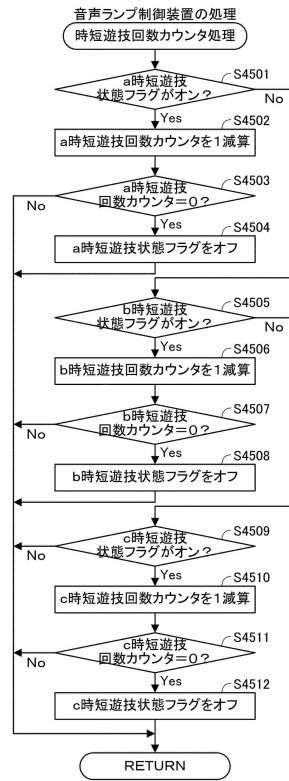 音声ランプ制御装置の処理
時短遊技回数カウンタ処理
S4501
a時短遊技
状態フラグがオン?
No
Yes
S4502
a時短遊技回数カウンタを1減算
S4503
a時短遊技
回数カウンタ=0?
No
Yes
S4504
a時短遊技状態フラグをオフ
S4505
b時短遊技
状態フラグがオン?
No
Yes
S4506
b時短遊技回数カウンタを1減算
S4507
b時短遊技
回数カウンタ=0?
No
Yes
S4508
b時短遊技状態フラグをオフ
S4509
c時短遊技
状態フラグがオン?
No
Yes
S4510
c時短遊技回数カウンタを1減算
S4511
c時短遊技
回数カウンタ=0?
No
Yes
S4512
c時短遊技状態フラグをオフ
RETURN